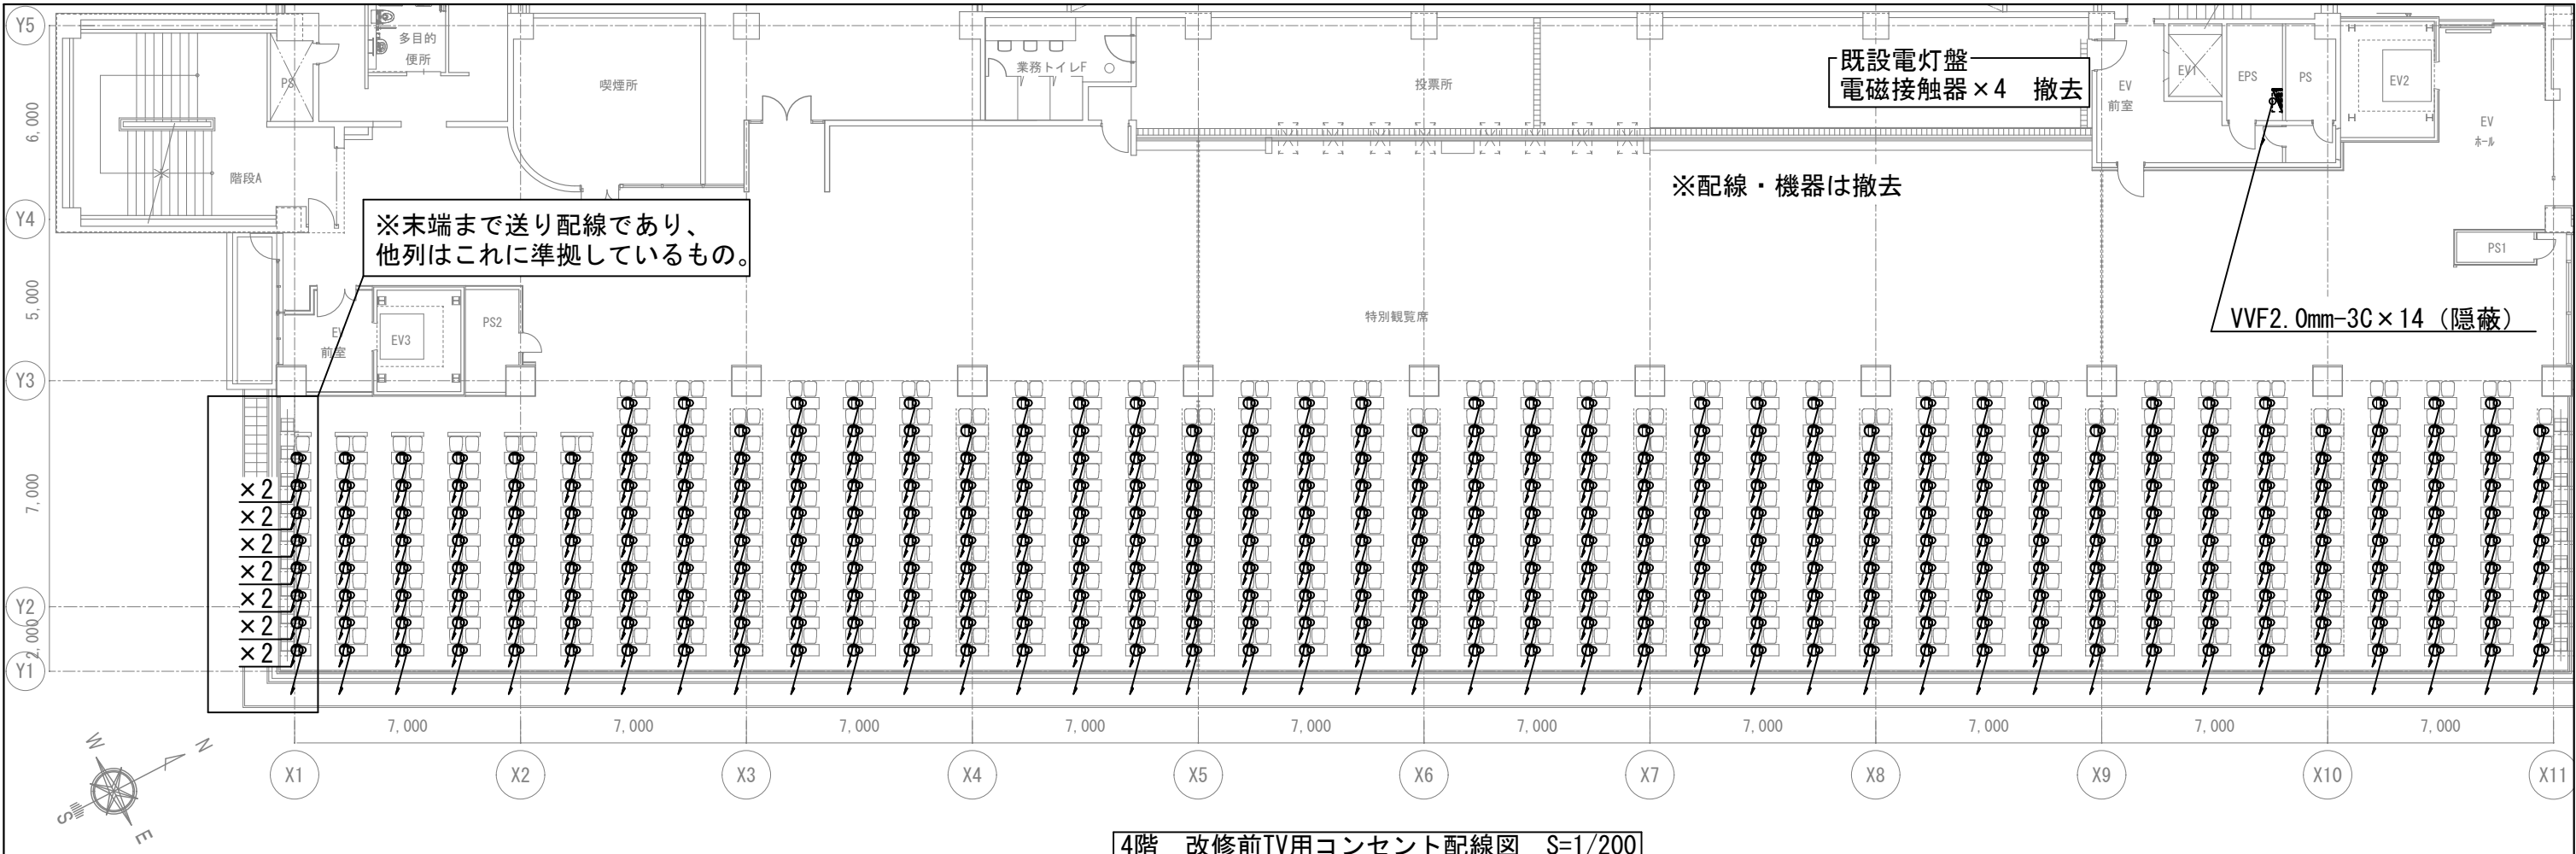 Y5
6,000
Y4
5,000
Y3
7,000
Y2
2,000
Y1
PS
多目的
便所
喫煙所
業務トイレF
投票所
既設電灯盤
電磁接触器×4　撤去
EV
前室
EV1
EPS
PS
EV2
EV
ホール
階段A
※末端まで送り配線であり、
他列はこれに準拠しているもの。
※配線・機器は撤去
PS1
EV
前室
EV3
PS2
特別観覧席
VVF2.0mm-3C×14（隠蔽）
×2
×2
×2
×2
×2
×2
×2
7,000
7,000
7,000
7,000
7,000
7,000
7,000
7,000
7,000
7,000
X1
X2
X3
X4
X5
X6
X7
X8
X9
X10
X11
W
N
S
E
4階　改修前TV用コンセント配線図　S=1/200